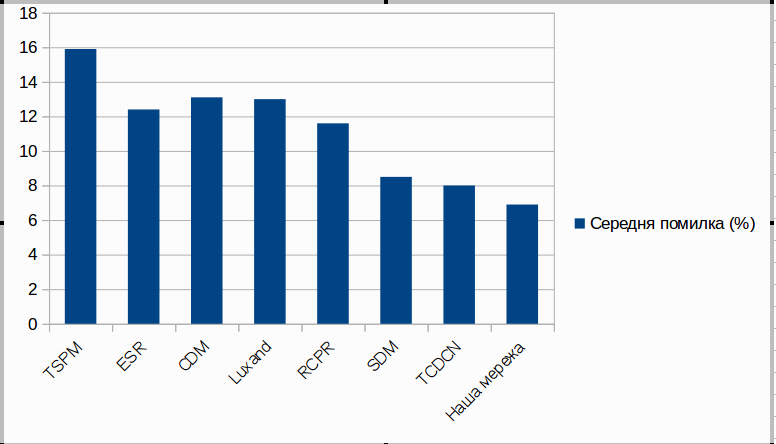 18
16
14
12
10
8
6
4
2
0
TSPM
ESR
CDM
Luxand
RCPR
SDM
TCDCN
Наша мережа
Середня помилка (%)